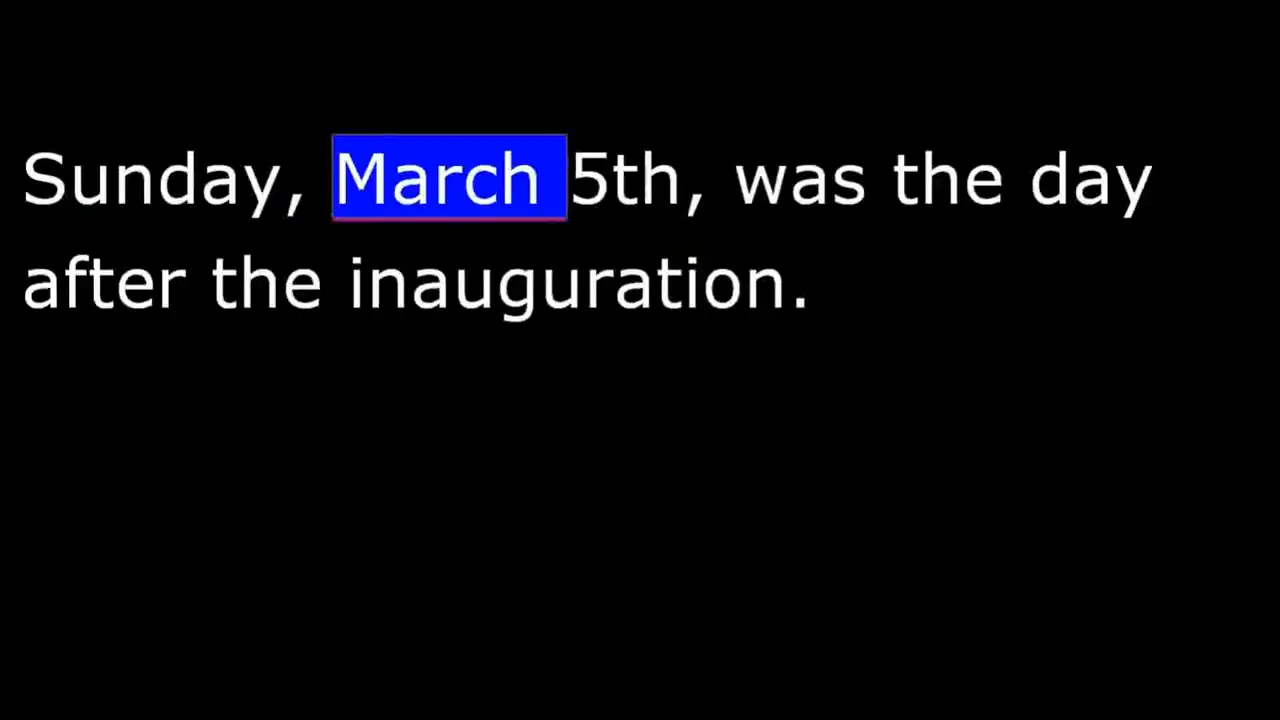 Sunday, March 5th, was the day
after the inauguration.